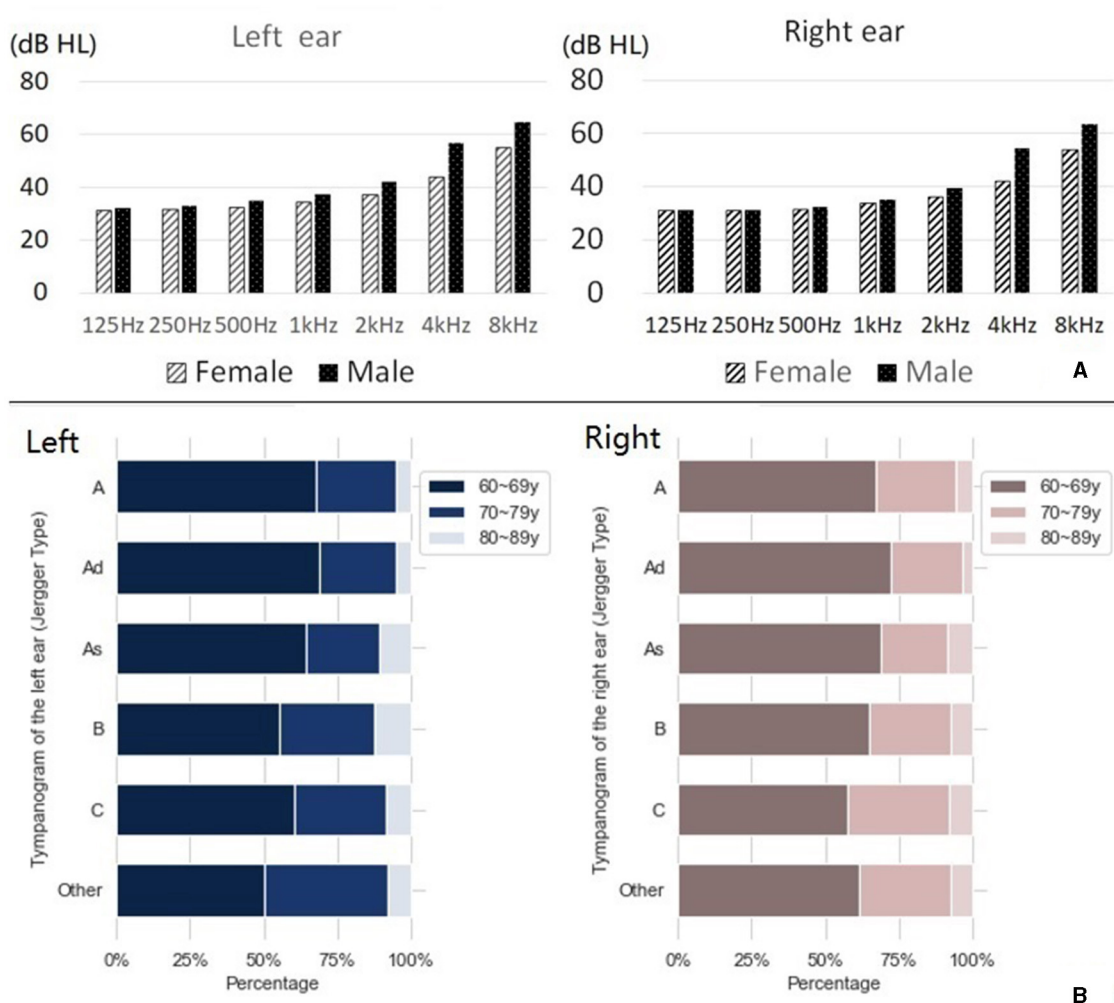 (dB HL)
Left ear
80
60
40
20
0
125Hz 250Hz 500Hz 1kHz 2kHz 4kHz 8kHz
Female Male
(dB HL)
Right ear
80
60
40
20
0
125Hz 250Hz 500Hz 1kHz 2kHz 4kHz 8kHz
Female Male
A
Left
Tympanogram of the left ear (Jergger Type)
A
Ad
As
B
C
Other
0% 25% 50% 75% 100%
Percentage
60~69y
70~79y
80~89y
Right
Tympanogram of the right ear (Jergger Type)
A
Ad
As
B
C
Other
0% 25% 50% 75% 100%
Percentage
60~69y
70~79y
80~89y
B